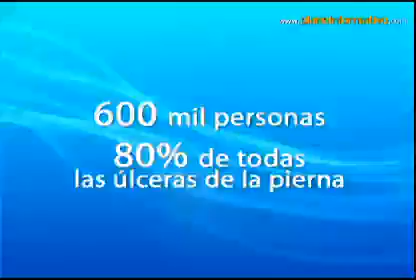 600 mil personas
80% de todas
las úlceras de la pierna